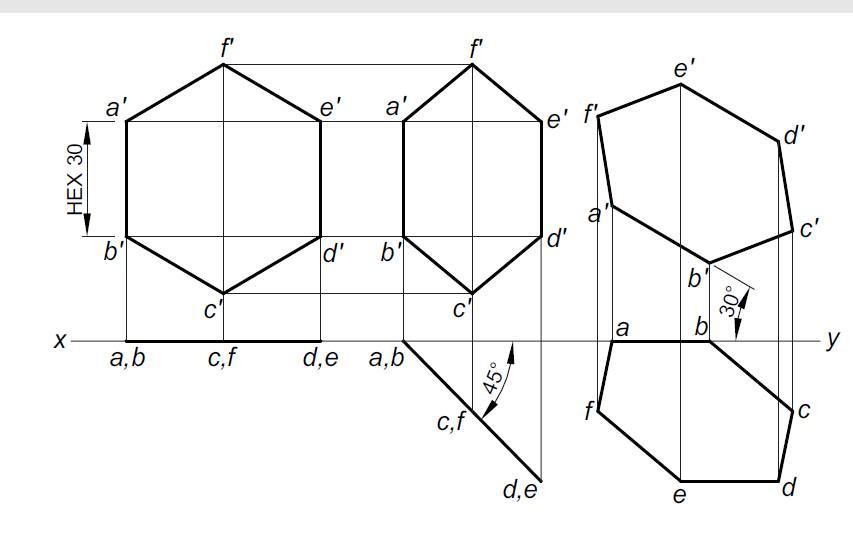 f'
f'
e'
a'
e'
a'
e'
f'
d'
HEX 30
a'
c'
b'
d'
b'
d'
b'
c'
c'
30°
x
a
b
y
a,b
c,f
d,e
a,b
45°
c,f
f
c
d,e
e
d